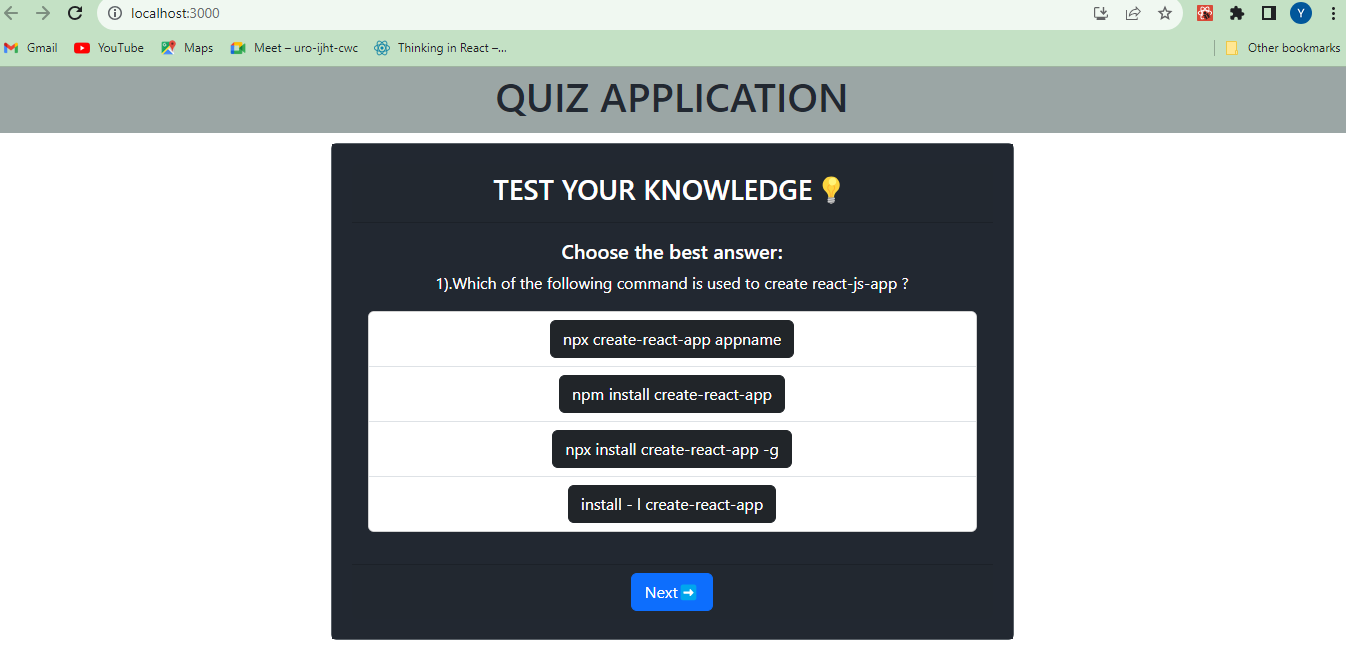 localhost:3000
Y
Gmail YouTube Maps Meet – uro-ijht-cwc Thinking in React –... Other bookmarks
QUIZ APPLICATION
TEST YOUR KNOWLEDGE 💡
Choose the best answer:
1).Which of the following command is used to create react-js-app ?
npx create-react-app appname
npm install create-react-app
npx install create-react-app -g
install - l create-react-app
Next➡️